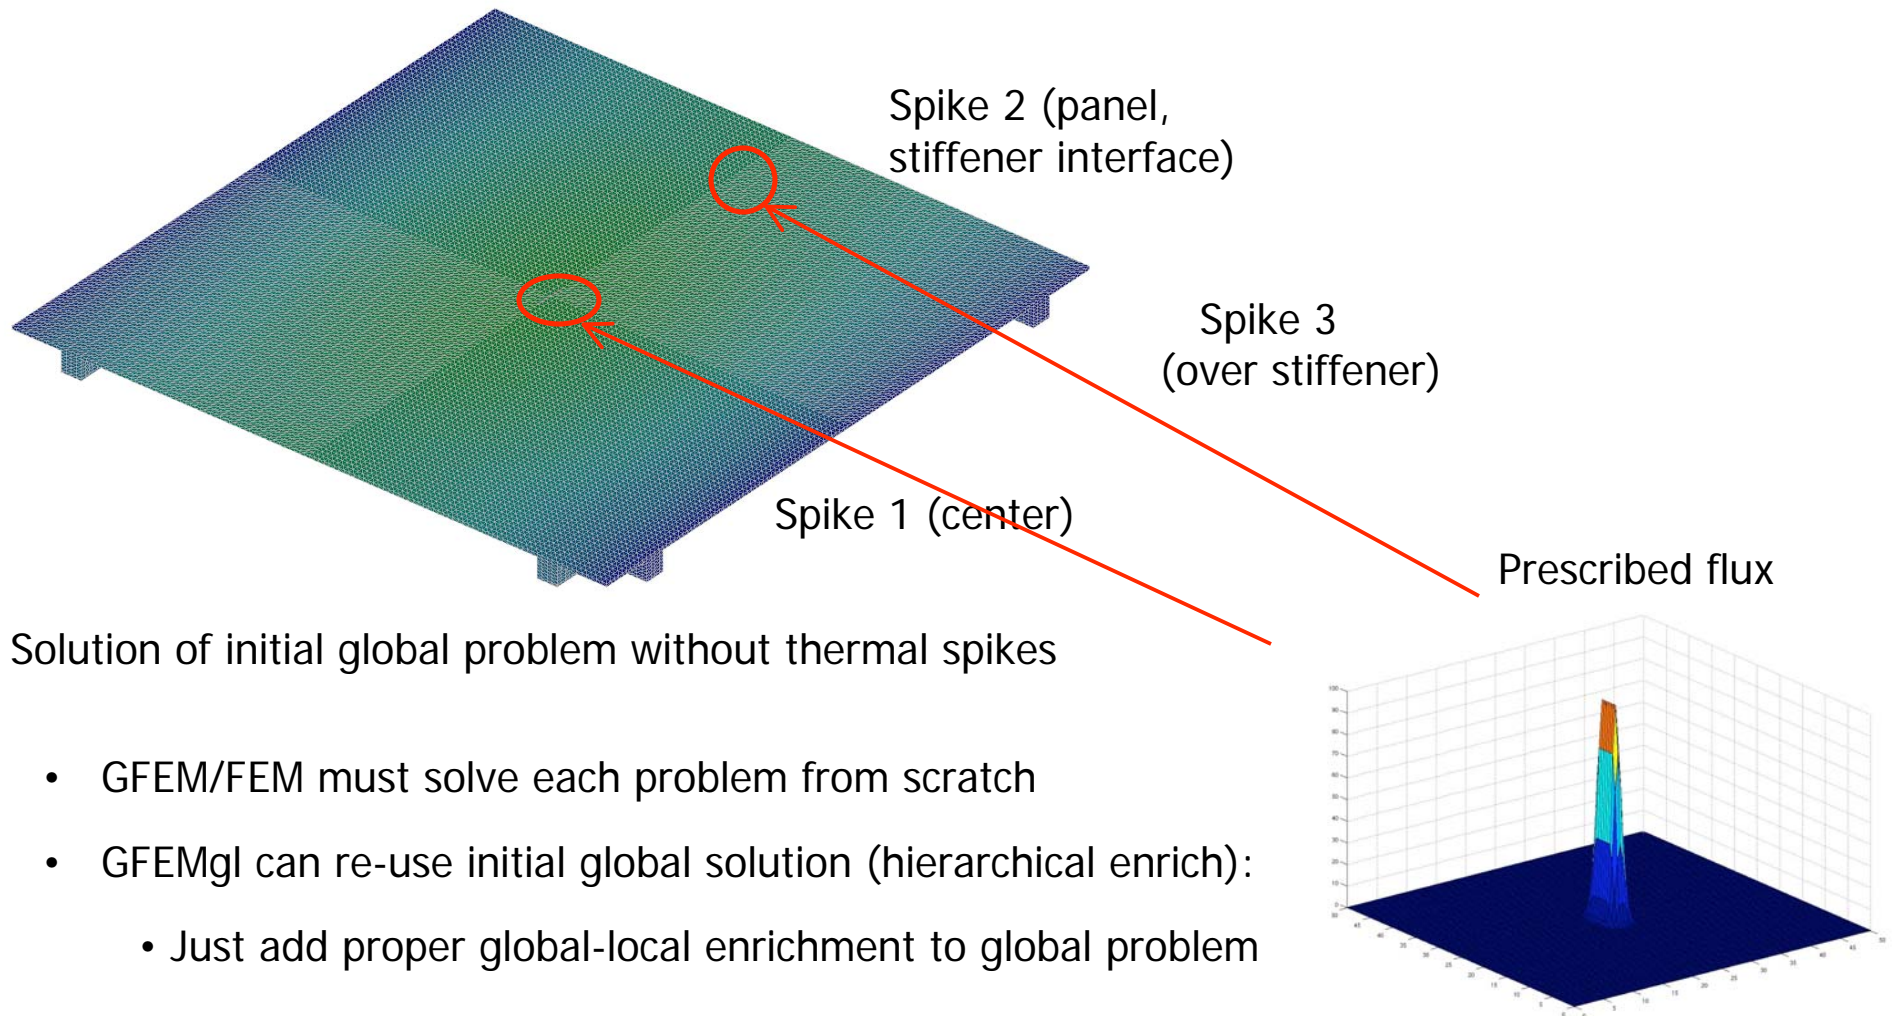 Spike 2 (panel,
stiffener interface)
Spike 3
(over stiffener)
Spike 1 (center)
Prescribed flux
Solution of initial global problem without thermal spikes
• GFEM/FEM must solve each problem from scratch
• GFEMgl can re-use initial global solution (hierarchical enrich):
• Just add proper global-local enrichment to global problem